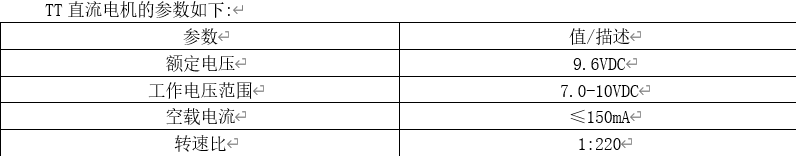 TT 直流电机的参数如下:
参数 值/描述
额定电压 9.6VDC
工作电压范围 7.0-10VDC
空载电流 ≤150mA
转速比 1:220